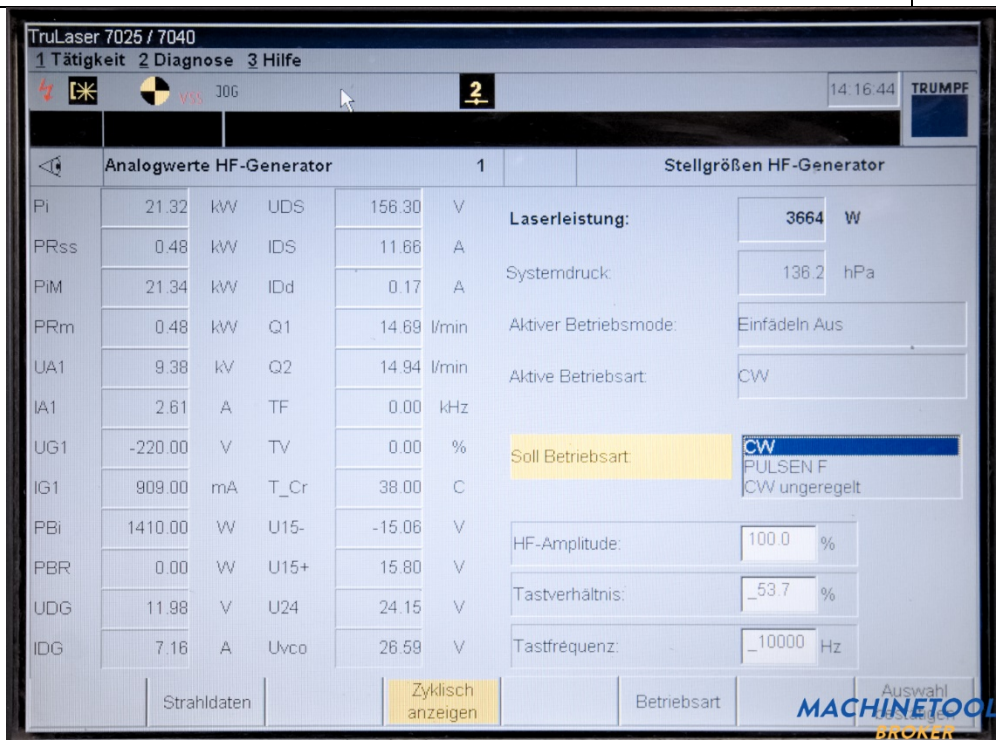 TruLaser 7025 / 7040
1 Tätigkeit 2 Diagnose 3 Hilfe
VSS JOG 2 14:16:44 TRUMPF
Analogwerte HF-Generator 1 Stellgrößen HF-Generator
Pi 21.32 kW UDS 156.30 V
PRss 0.48 kW IDS 11.66 A
PiM 21.34 kW IDd 0.17 A
PRm 0.48 kW Q1 14.69 l/min
UA1 9.38 kV Q2 14.94 l/min
IA1 2.61 A TF 0.00 kHz
UG1 -220.00 V TV 0.00 %
IG1 909.00 mA T_Cr 38.00 C
PBi 1410.00 W U15- -15.06 V
PBR 0.00 W U15+ 15.80 V
UDG 11.98 V U24 24.15 V
IDG 7.16 A Uvco 26.59 V
Laserleistung: 3664 W
Systemdruck: 136.2 hPa
Aktiver Betriebsmode: Einfädeln Aus
Aktive Betriebsart: CW
Soll Betriebsart: CW
PULSEN F
CW ungeregelt
HF-Amplitude: 100.0 %
Tastverhältnis: _53.7 %
Tastfrequenz: _10000 Hz
Strahldaten
Zyklisch
anzeigen
Betriebsart
Auswahl
MACHINETOOL
BROKER